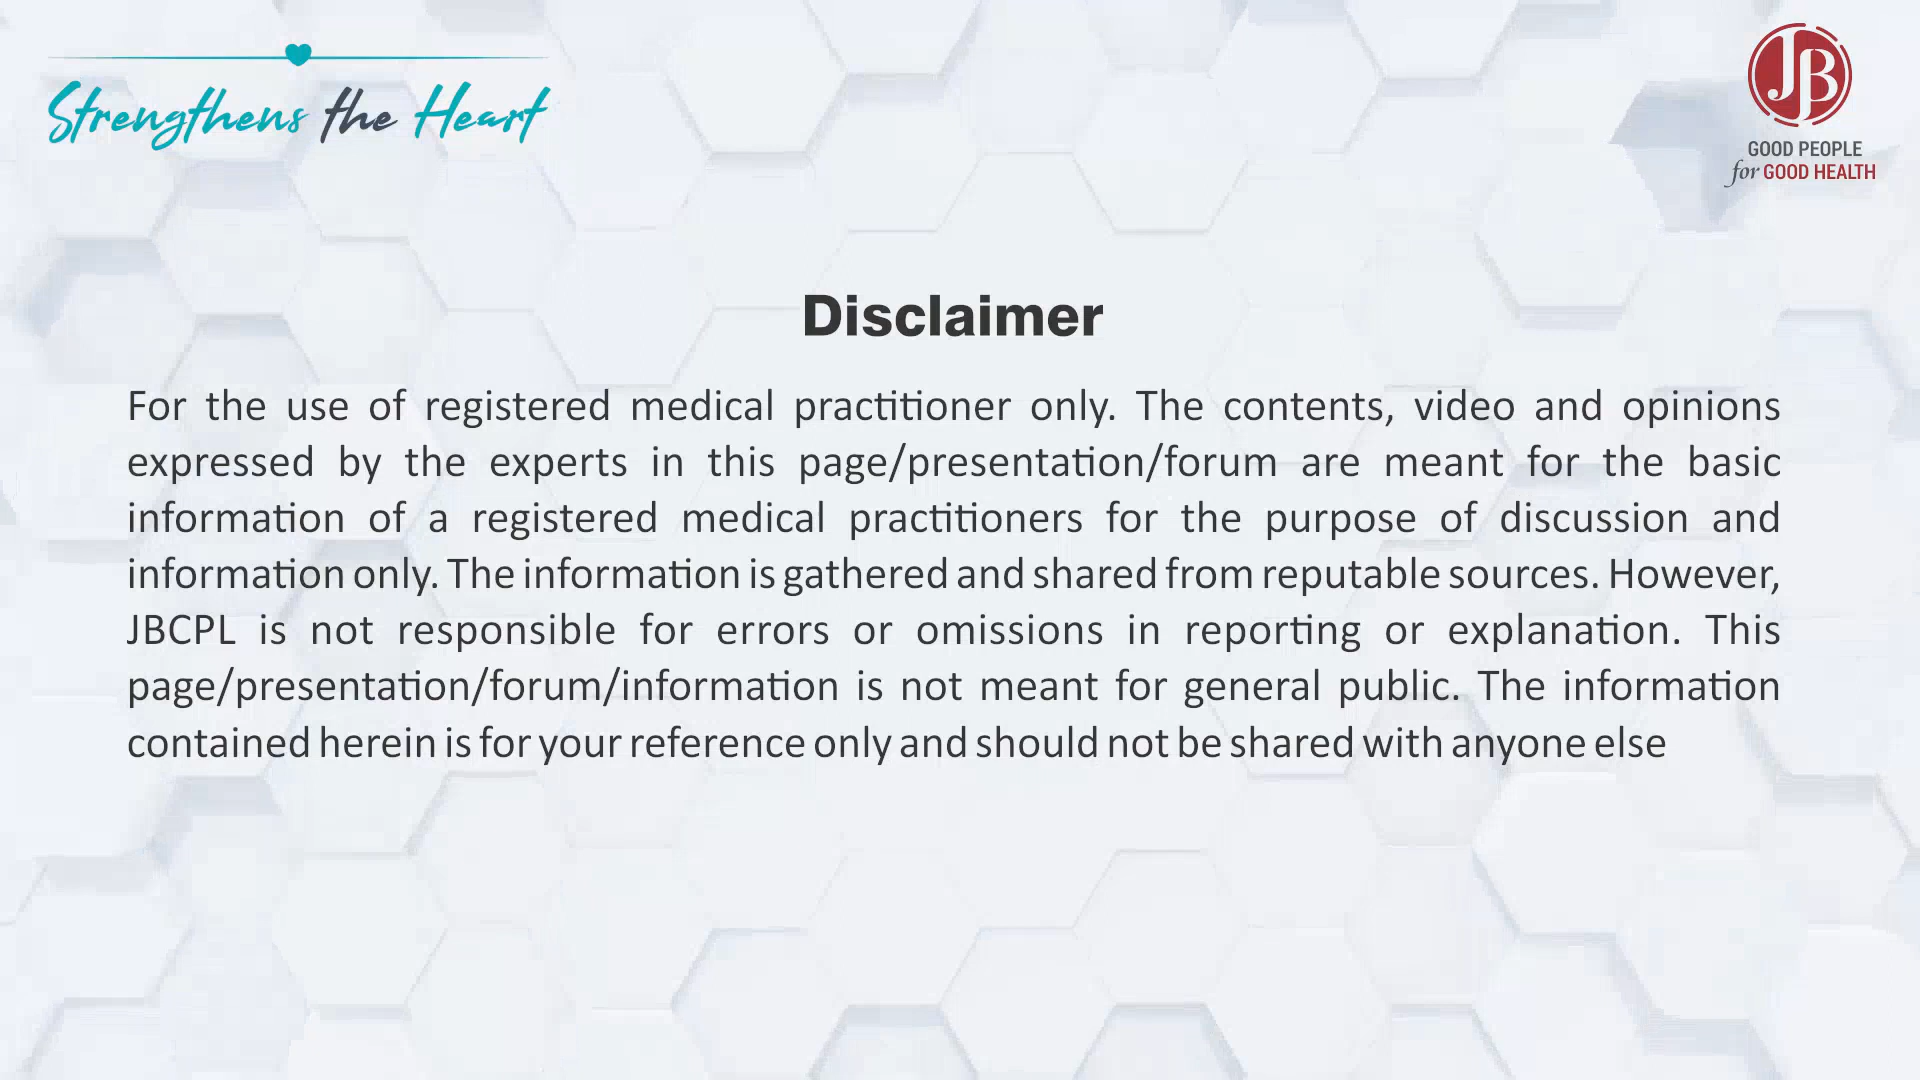 Strengthens the Heart
JB
GOOD PEOPLE
for GOOD HEALTH
Disclaimer
For the use of registered medical practitioner only. The contents, video and opinions
expressed by the experts in this page/presentation/forum are meant for the basic
information of a registered medical practitioners for the purpose of discussion and
information only. The information is gathered and shared from reputable sources. However,
JBCPL is not responsible for errors or omissions in reporting or explanation. This
page/presentation/forum/information is not meant for general public. The information
contained herein is for your reference only and should not be shared with anyone else